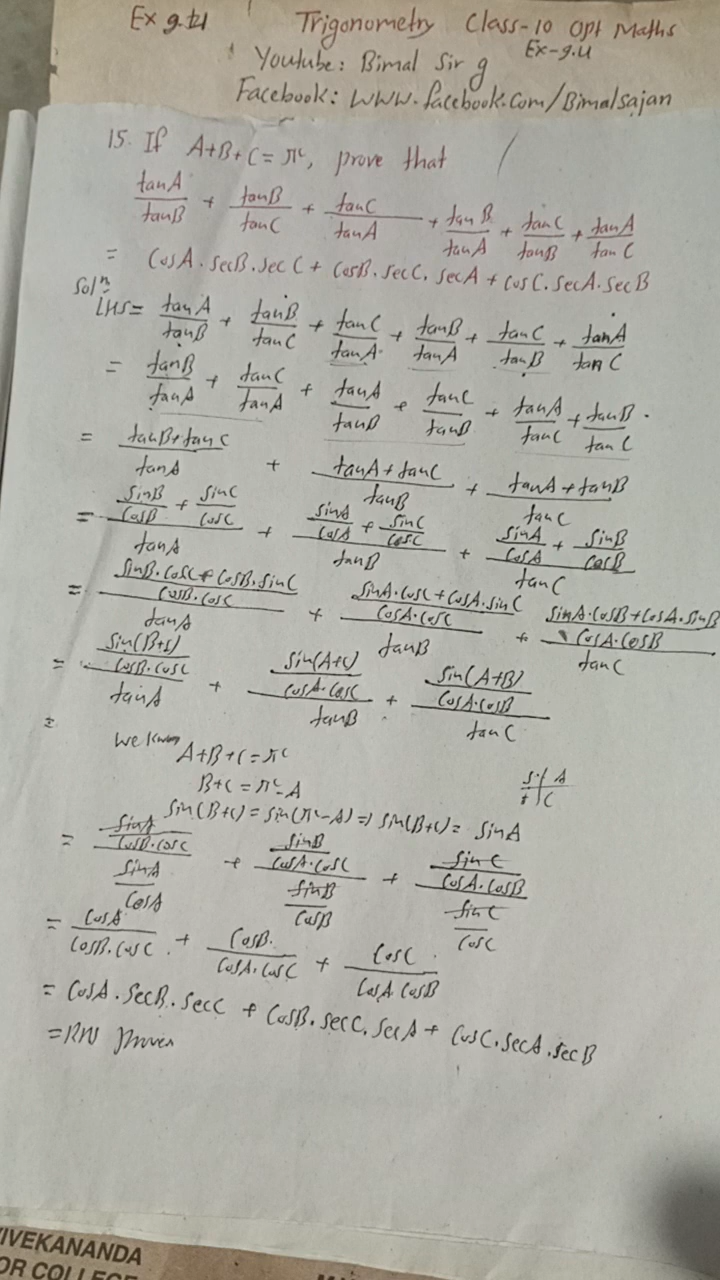 Ex 9.4 Trigonometry Class-10 Opt Maths
Ex-9.4
Youtube: Bimal Sir g
Facebook: WWW.facebook.Com/Bimalsajan
15. If A+B+C = πᶜ, prove that
tanA/tanB + tanB/tanC + tanC/tanA + tanB/tanA + tanC/tanB + tanA/tanC
= CosA.secB.secC + CosB.secC.secA + CosC.secA.SecB
Solⁿ
LHS = tanA/tanB + tanB/tanC + tanC/tanA + tanB/tanA + tanC/tanB + tanA/tanC
= tanB/tanA + tanC/tanA + tanA/tanB + tanC/tanB + tanA/tanC + tanB/tanC
= (tanB+tanC)/tanA + (tanA+tanC)/tanB + (tanA+tanB)/tanC
= (SinB/CosB + SinC/CosC)/tanA + (SinA/CosA + SinC/CosC)/tanB + (SinA/CosA + SinB/CosB)/tanC
= ((SinB.CosC+CosB.SinC)/(CosB.CosC))/tanA + ((SinA.CosC+CosA.sinC)/(CosA.CosC))/tanB + ((SinA.CosB+CosA.SinB)/(CosA.CosB))/tanC
= (Sin(B+C)/(CosB.CosC))/tanA + (Sin(A+C)/(CosA.CosC))/tanB + (Sin(A+B)/(CosA.CosB))/tanC
=
We know
A+B+C = πᶜ
B+C = πᶜ-A
S A
t C
Sin(B+C) = Sin(πᶜ-A) => Sin(B+C) = SinA
= (SinA/(CosB.CosC))/(SinA/CosA) + (SinB/(CosA.CosC))/(SinB/CosB) + (SinC/(CosA.CosB))/(SinC/CosC)
= CosA/(CosB.CosC) + CosB/(CosA.CosC) + CosC/(CosA CosB)
= CosA.SecB.SecC + CosB.SecC.SecA + CosC.SecA.SecB
= RHS Proven
VIVEKANANDA